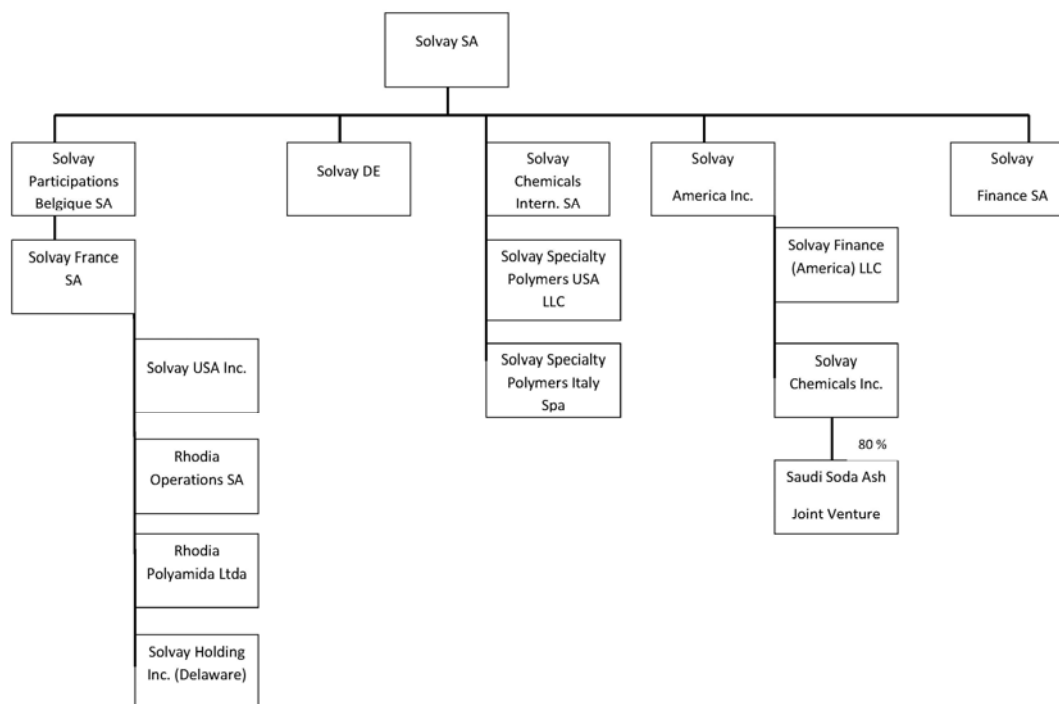 Solvay SA
Solvay
Participations
Belgique SA
Solvay DE
Solvay
Chemicals
Intern. SA
Solvay
America Inc.
Solvay
Finance SA
Solvay France
SA
Solvay Specialty
Polymers USA
LLC
Solvay Finance
(America) LLC
Solvay USA Inc.
Solvay Specialty
Polymers Italy
Spa
Solvay
Chemicals Inc.
80 %
Rhodia
Operations SA
Saudi Soda Ash
Joint Venture
Rhodia
Polyamida Ltda
Solvay Holding
Inc. (Delaware)